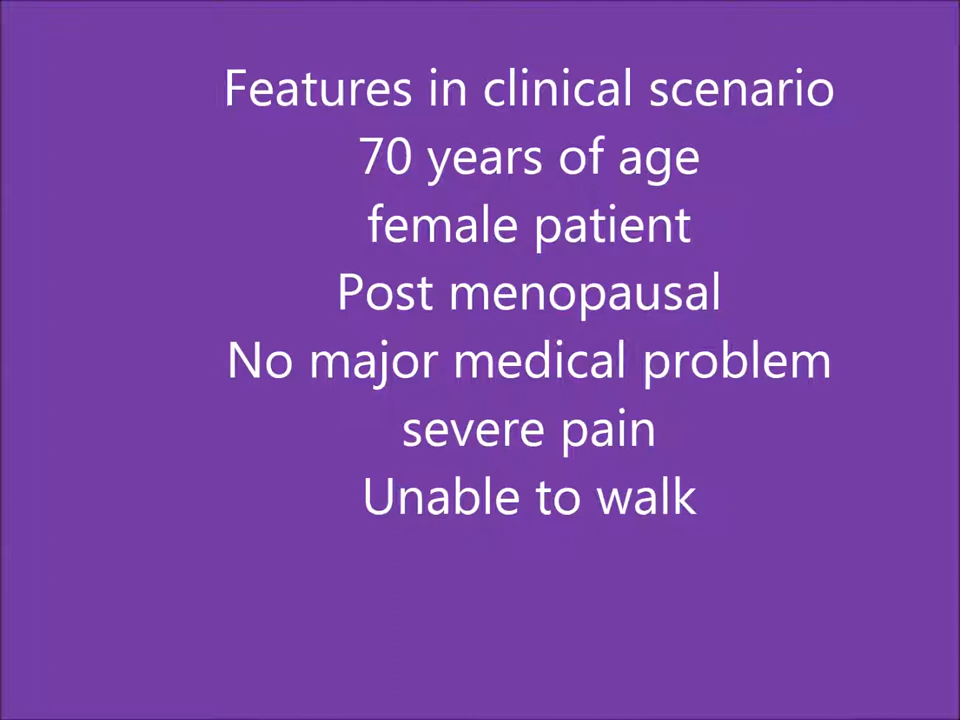 Features in clinical scenario
70 years of age
female patient
Post menopausal
No major medical problem
severe pain
Unable to walk